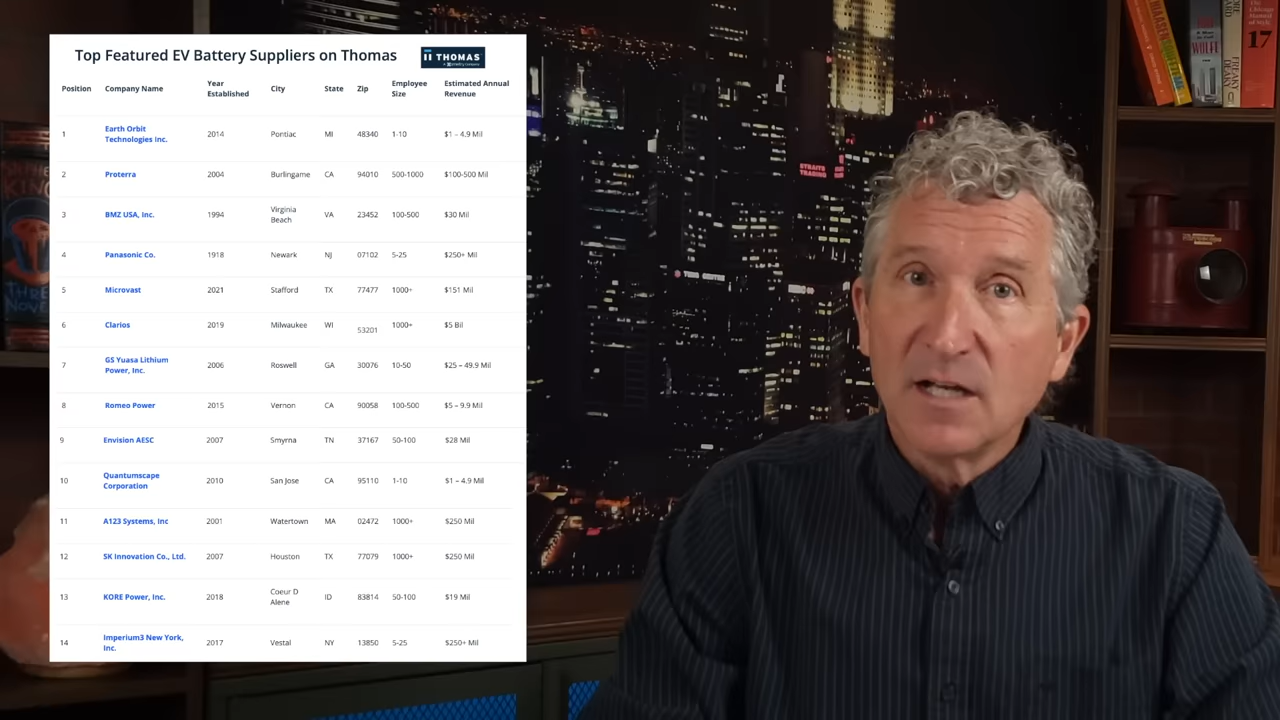 Top Featured EV Battery Suppliers on Thomas
THOMAS
Position Company Name Year Established City State Zip Employee Size Estimated Annual Revenue
1 Earth Orbit Technologies Inc. 2014 Pontiac MI 48340 1-10 $1 – 4.9 Mil
2 Proterra 2004 Burlingame CA 94010 500-1000 $100-500 Mil
3 BMZ USA, Inc. 1994 Virginia Beach VA 23452 100-500 $30 Mil
4 Panasonic Co. 1918 Newark NJ 07102 5-25 $250+ Mil
5 Microvast 2021 Stafford TX 77477 1000+ $151 Mil
6 Clarios 2019 Milwaukee WI 53201 1000+ $5 Bil
7 GS Yuasa Lithium Power, Inc. 2006 Roswell GA 30076 10-50 $25 – 49.9 Mil
8 Romeo Power 2015 Vernon CA 90058 100-500 $5 – 9.9 Mil
9 Envision AESC 2007 Smyrna TN 37167 50-100 $28 Mil
10 Quantumscape Corporation 2010 San Jose CA 95110 1-10 $1 – 4.9 Mil
11 A123 Systems, Inc 2001 Watertown MA 02472 1000+ $250 Mil
12 SK Innovation Co., Ltd. 2007 Houston TX 77079 1000+ $250 Mil
13 KORE Power, Inc. 2018 Coeur D Alene ID 83814 50-100 $19 Mil
14 Imperium3 New York, Inc. 2017 Vestal NY 13850 5-25 $250+ Mil
STRAITS
TRADING
17